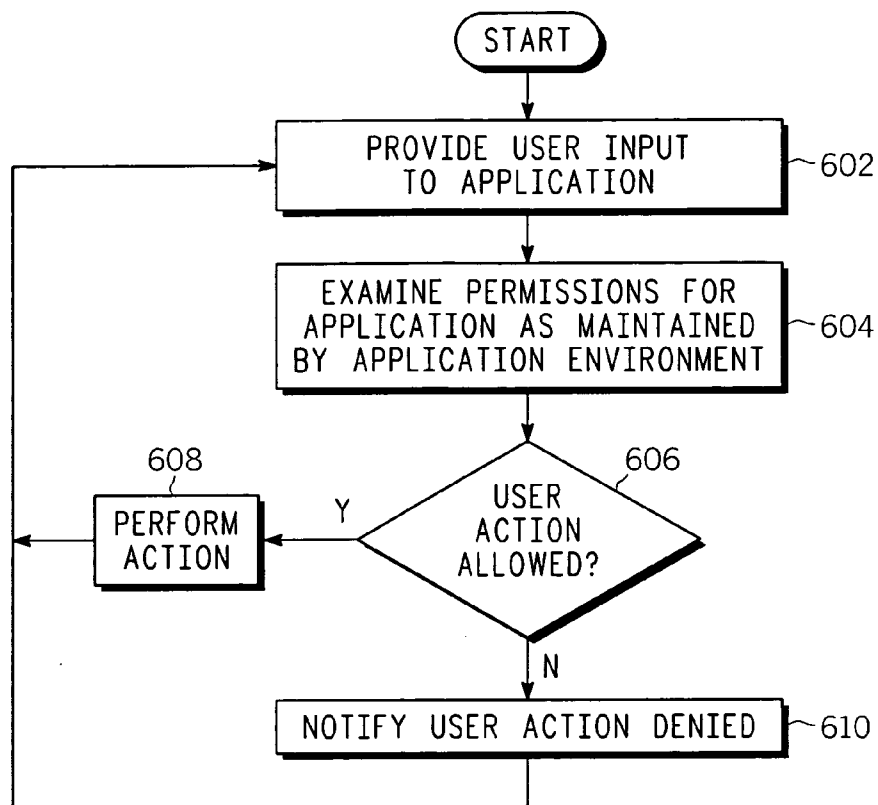 START
PROVIDE USER INPUT
TO APPLICATION
602
EXAMINE PERMISSIONS FOR
APPLICATION AS MAINTAINED
BY APPLICATION ENVIRONMENT
604
606
USER
ACTION
ALLOWED?
Y
608
PERFORM
ACTION
N
NOTIFY USER ACTION DENIED
610